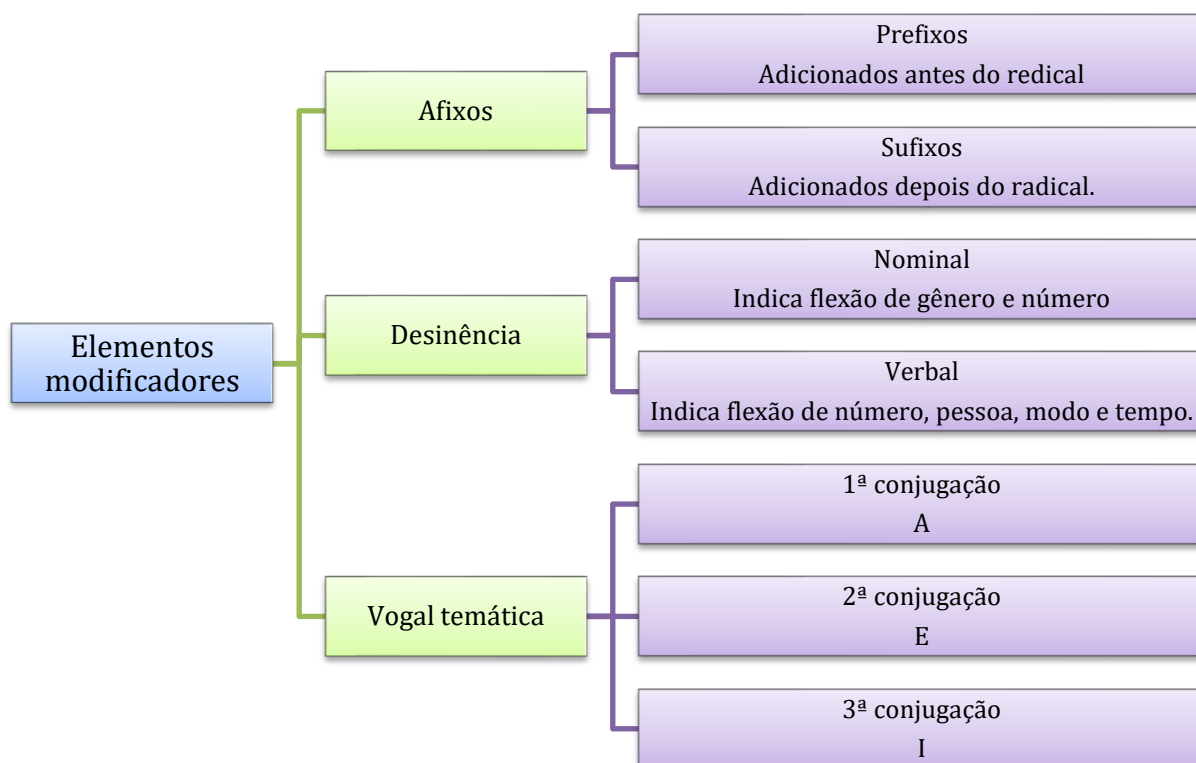 Elementos
modificadores
Afixos
Prefixos
Adicionados antes do redical
Sufixos
Adicionados depois do radical.
Desinência
Nominal
Indica flexão de gênero e número
Verbal
Indica flexão de número, pessoa, modo e tempo.
Vogal temática
1ª conjugação
A
2ª conjugação
E
3ª conjugação
I